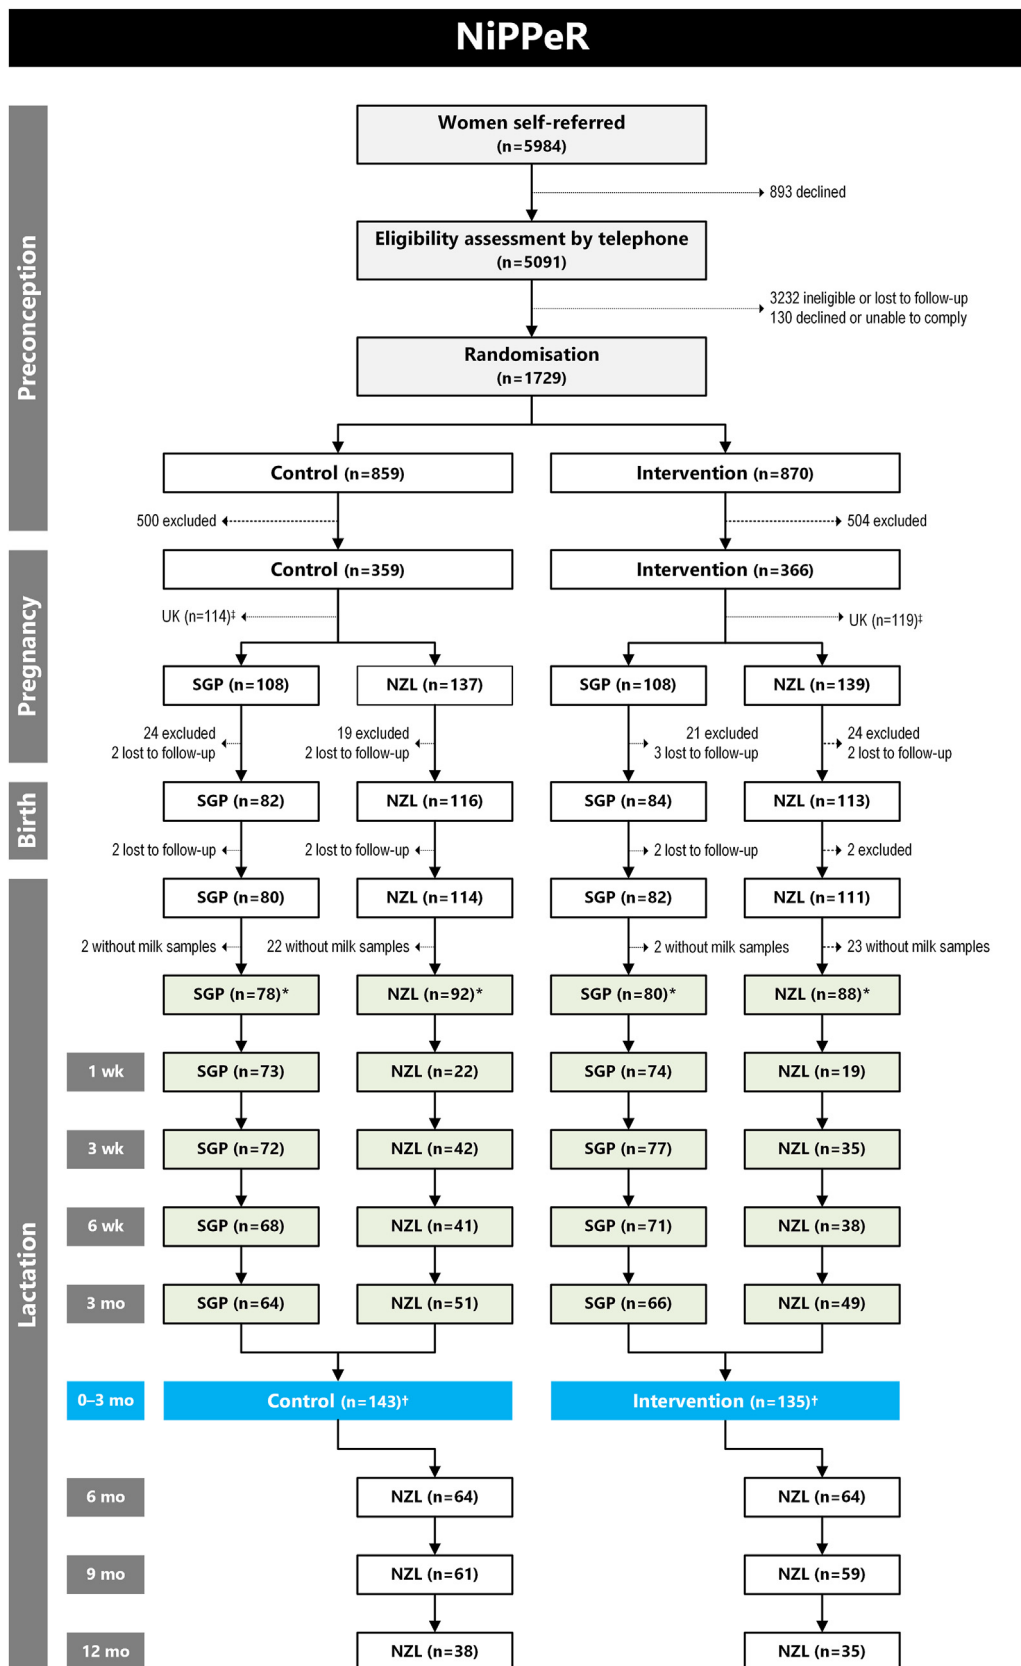 NiPPeR
Preconception
Women self-referred
(n=5984)
893 declined
Eligibility assessment by telephone
(n=5091)
3232 ineligible or lost to follow-up
130 declined or unable to comply
Randomisation
(n=1729)
Control (n=859)
Intervention (n=870)
500 excluded
504 excluded
Pregnancy
Control (n=359)
Intervention (n=366)
UK (n=114)‡
UK (n=119)‡
SGP (n=108)
NZL (n=137)
SGP (n=108)
NZL (n=139)
24 excluded
2 lost to follow-up
19 excluded
2 lost to follow-up
21 excluded
3 lost to follow-up
24 excluded
2 lost to follow-up
Birth
SGP (n=82)
NZL (n=116)
SGP (n=84)
NZL (n=113)
2 lost to follow-up
2 lost to follow-up
2 lost to follow-up
2 excluded
Lactation
SGP (n=80)
NZL (n=114)
SGP (n=82)
NZL (n=111)
2 without milk samples
22 without milk samples
2 without milk samples
23 without milk samples
SGP (n=78)*
NZL (n=92)*
SGP (n=80)*
NZL (n=88)*
1 wk
SGP (n=73)
NZL (n=22)
SGP (n=74)
NZL (n=19)
3 wk
SGP (n=72)
NZL (n=42)
SGP (n=77)
NZL (n=35)
6 wk
SGP (n=68)
NZL (n=41)
SGP (n=71)
NZL (n=38)
3 mo
SGP (n=64)
NZL (n=51)
SGP (n=66)
NZL (n=49)
0–3 mo
Control (n=143)†
Intervention (n=135)†
6 mo
NZL (n=64)
NZL (n=64)
9 mo
NZL (n=61)
NZL (n=59)
12 mo
NZL (n=38)
NZL (n=35)